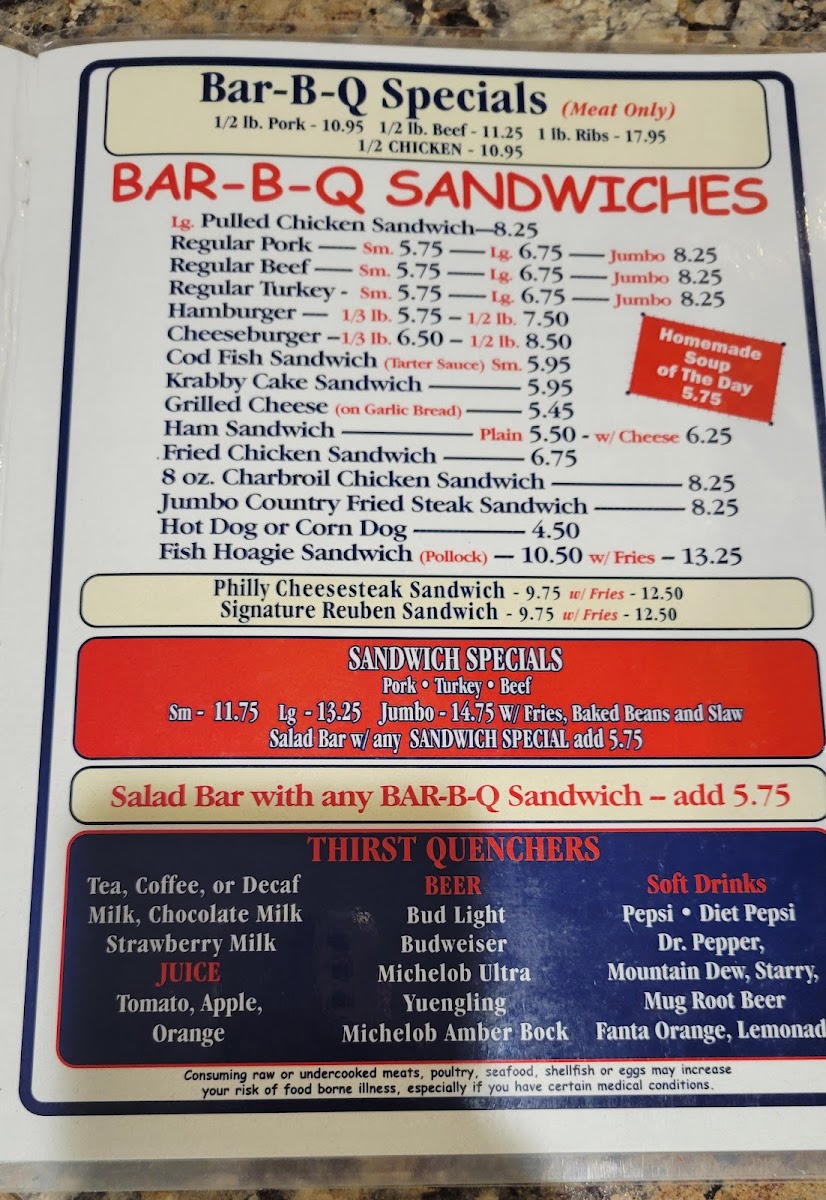 Bar-B-Q Specials (Meat Only)
1/2 lb. Pork - 10.95 1/2 lb. Beef - 11.25 1 lb. Ribs - 17.95
1/2 CHICKEN - 10.95
BAR-B-Q SANDWICHES
Lg. Pulled Chicken Sandwich—8.25
Regular Pork — Sm. 5.75 — Lg. 6.75 — Jumbo 8.25
Regular Beef — Sm. 5.75 — Lg. 6.75 — Jumbo 8.25
Regular Turkey - Sm. 5.75 — Lg. 6.75 — Jumbo 8.25
Hamburger — 1/3 lb. 5.75 – 1/2 lb. 7.50
Cheeseburger – 1/3 lb. 6.50 – 1/2 lb. 8.50
Cod Fish Sandwich (Tarter Sauce) Sm. 5.95
Krabby Cake Sandwich — 5.95
Grilled Cheese (on Garlic Bread) — 5.45
Ham Sandwich — Plain 5.50 - w/ Cheese 6.25
Fried Chicken Sandwich — 6.75
8 oz. Charbroil Chicken Sandwich — 8.25
Jumbo Country Fried Steak Sandwich — 8.25
Hot Dog or Corn Dog — 4.50
Fish Hoagie Sandwich (Pollock) — 10.50 w/ Fries – 13.25
Homemade
Soup
of The Day
5.75
Philly Cheesesteak Sandwich - 9.75 w/ Fries - 12.50
Signature Reuben Sandwich - 9.75 w/ Fries - 12.50
SANDWICH SPECIALS
Pork • Turkey • Beef
Sm - 11.75 Lg - 13.25 Jumbo - 14.75 W/ Fries, Baked Beans and Slaw
Salad Bar w/ any SANDWICH SPECIAL add 5.75
Salad Bar with any BAR-B-Q Sandwich – add 5.75
THIRST QUENCHERS
Tea, Coffee, or Decaf
Milk, Chocolate Milk
Strawberry Milk
JUICE
Tomato, Apple,
Orange
BEER
Bud Light
Budweiser
Michelob Ultra
Yuengling
Michelob Amber Bock
Soft Drinks
Pepsi • Diet Pepsi
Dr. Pepper,
Mountain Dew, Starry,
Mug Root Beer
Fanta Orange, Lemonad
Consuming raw or undercooked meats, poultry, seafood, shellfish or eggs may increase
your risk of food borne illness, especially if you have certain medical conditions.